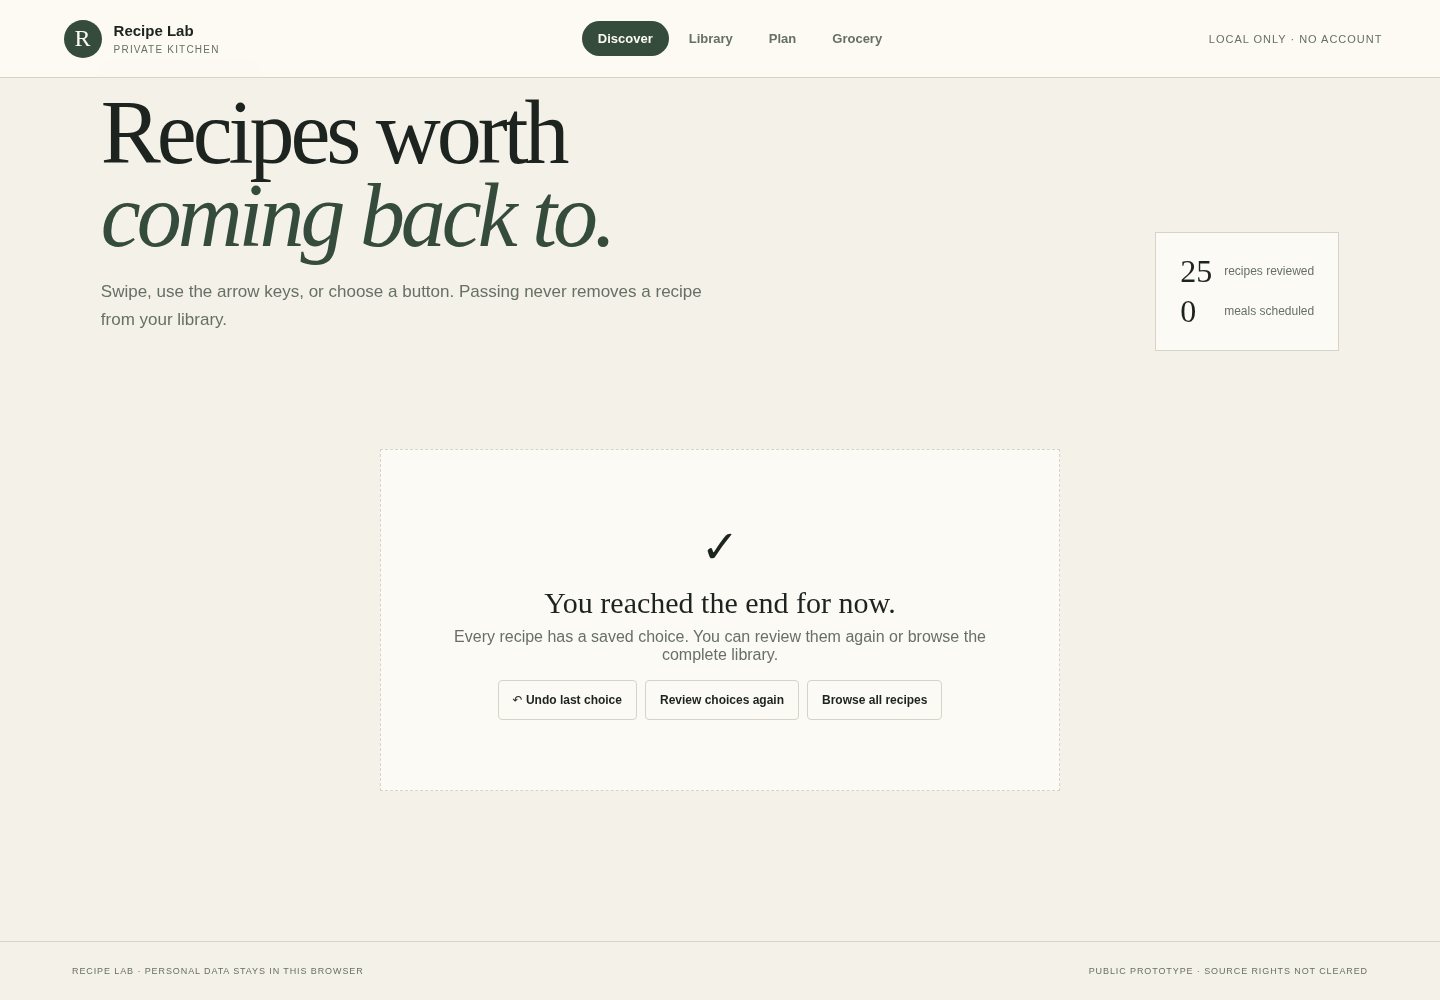 R
Recipe Lab
PRIVATE KITCHEN
Discover
Library
Plan
Grocery
LOCAL ONLY · NO ACCOUNT
Recipes worth
coming back to.
Swipe, use the arrow keys, or choose a button. Passing never removes a recipe
from your library.
25 recipes reviewed
0 meals scheduled
✓
You reached the end for now.
Every recipe has a saved choice. You can review them again or browse the
complete library.
↶ Undo last choice
Review choices again
Browse all recipes
RECIPE LAB · PERSONAL DATA STAYS IN THIS BROWSER
PUBLIC PROTOTYPE · SOURCE RIGHTS NOT CLEARED